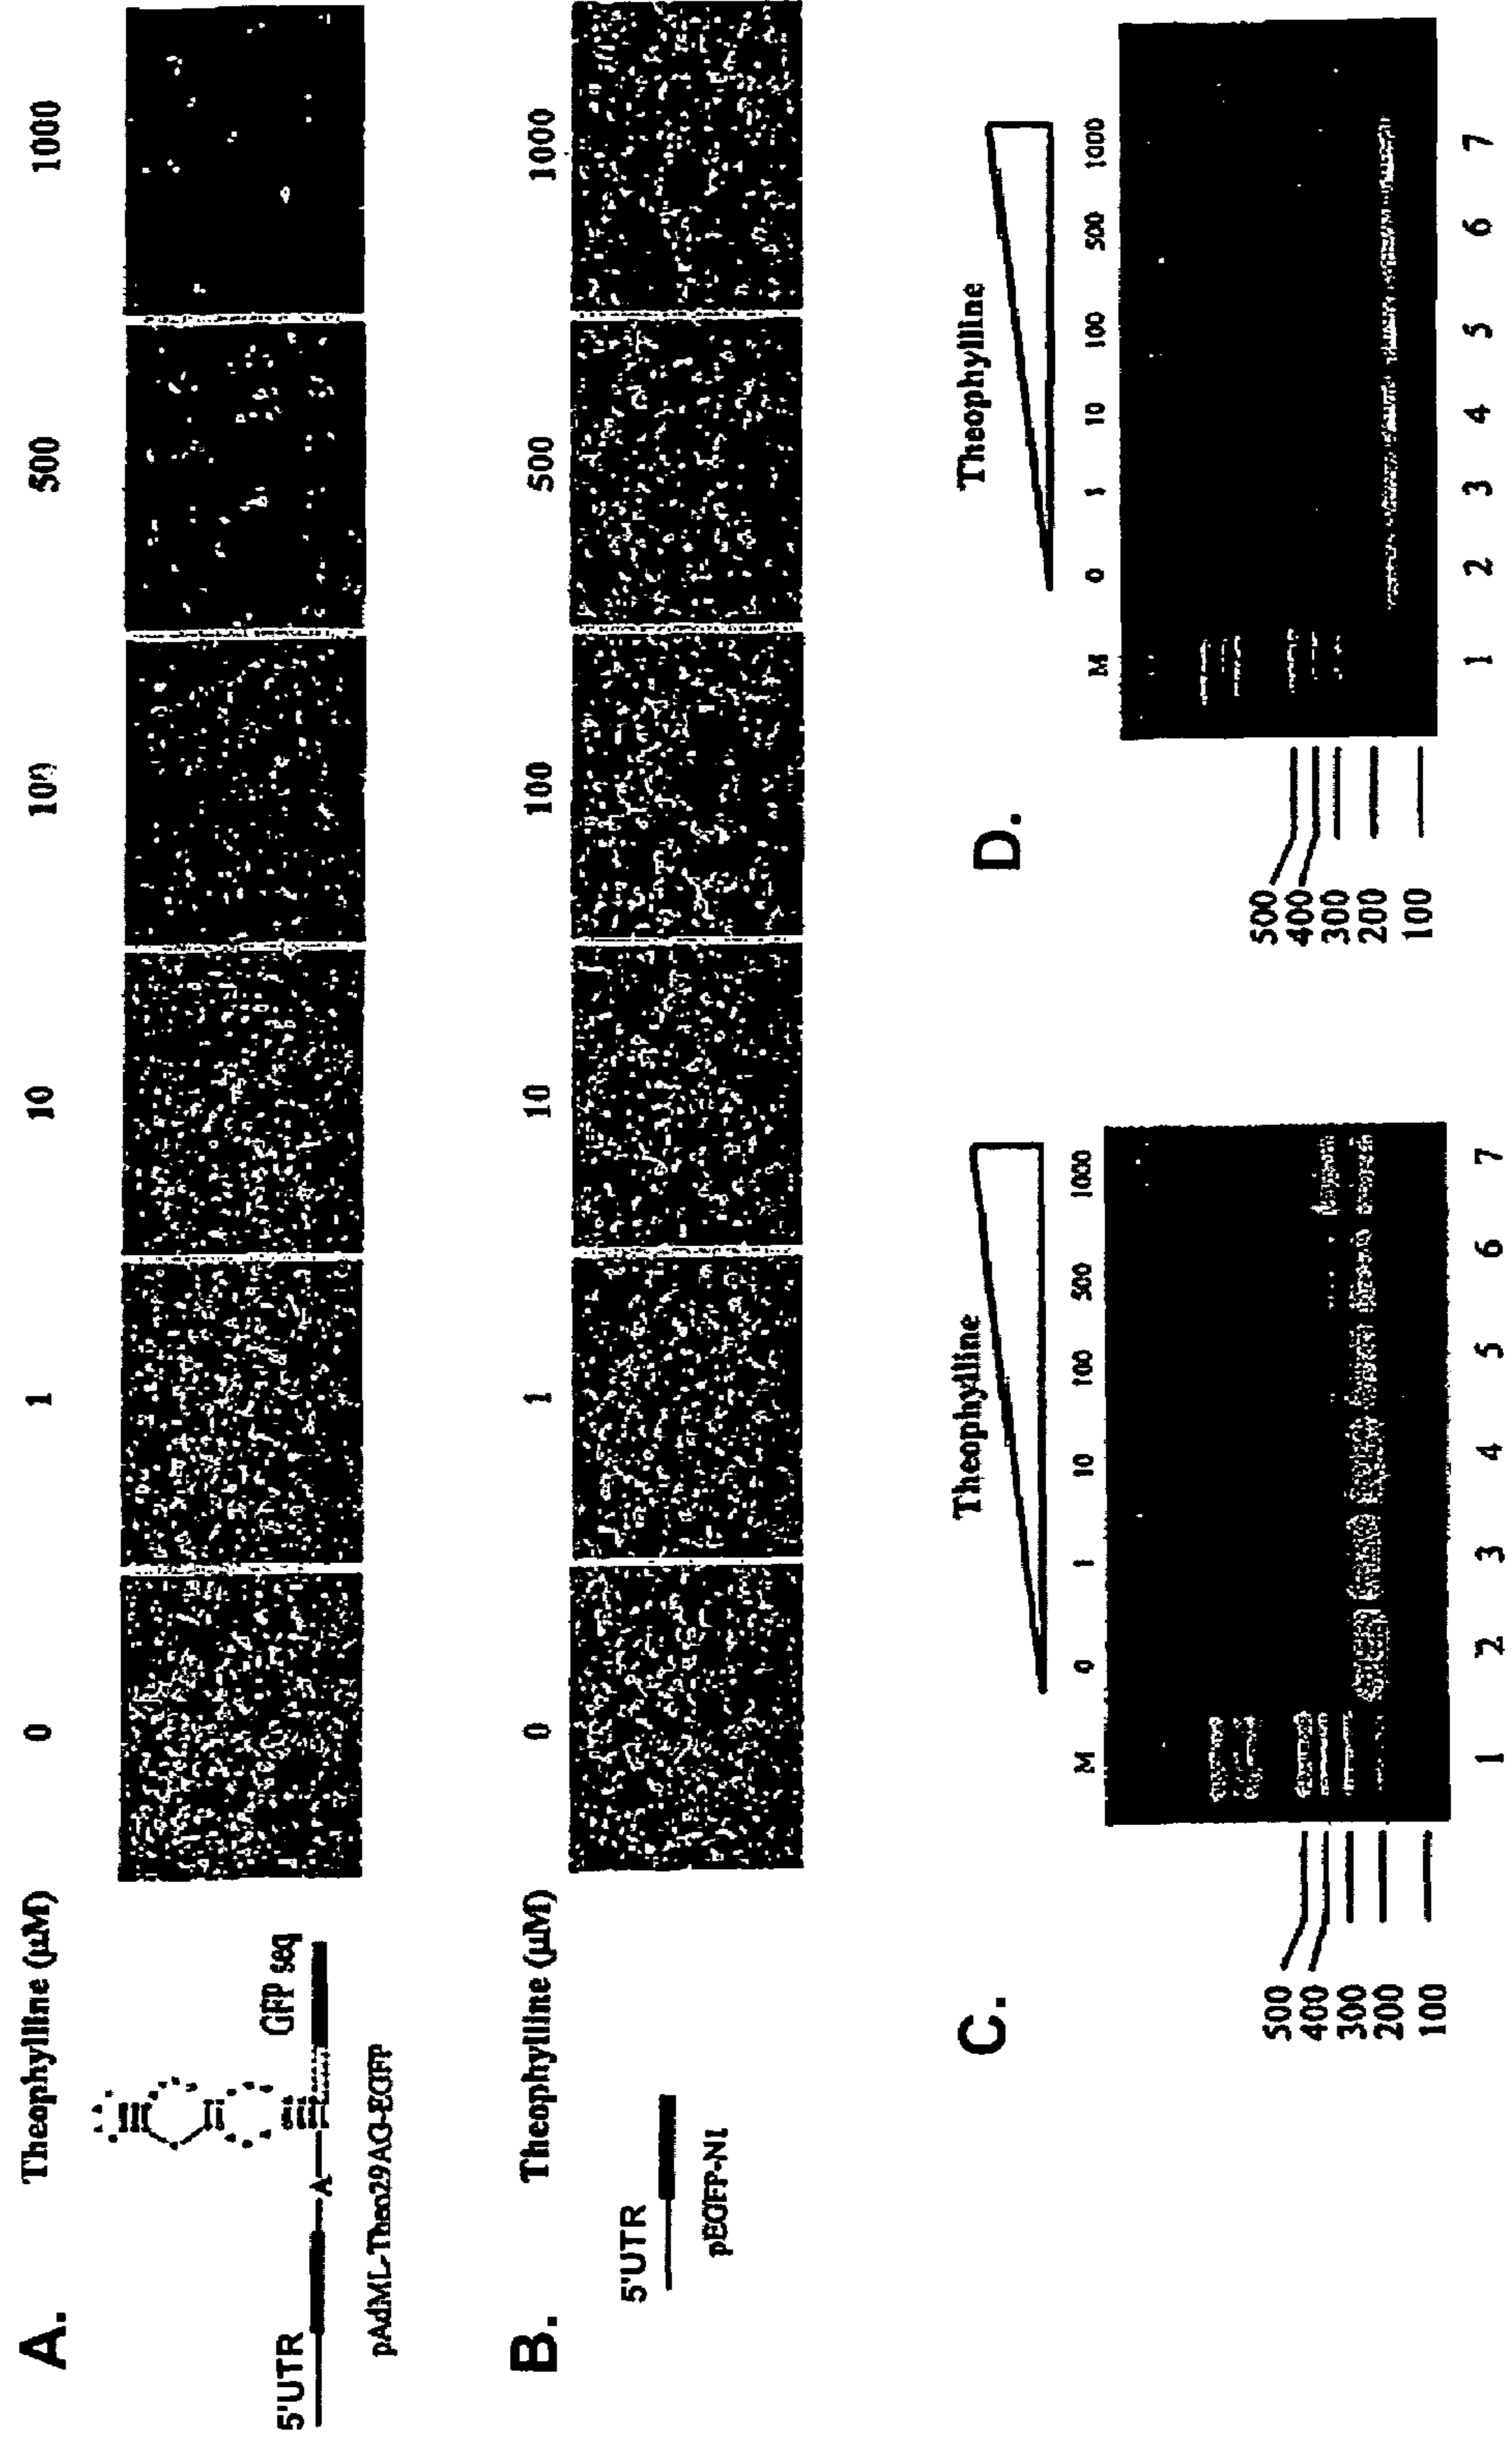 A.
Theophylline (µM)
0 1 10 100 500 1000
5'UTR
A
GFP seq
pAdML-Theo29AG-EGFP
B.
Theophylline (µM)
0 1 10 100 500 1000
5'UTR
pEGFP-N1
C.
Theophylline
M 0 1 10 100 500 1000
500
400
300
200
100
1 2 3 4 5 6 7
D.
Theophylline
M 0 1 10 100 500 1000
500
400
300
200
100
1 2 3 4 5 6 7